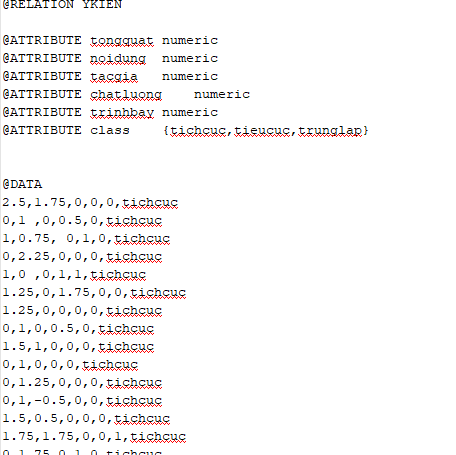 @RELATION YKIEN
@ATTRIBUTE tongquat numeric
@ATTRIBUTE noidung numeric
@ATTRIBUTE tacgia numeric
@ATTRIBUTE chatluong numeric
@ATTRIBUTE trinhbay numeric
@ATTRIBUTE class {tichcuc,tieucuc,trunglap}
@DATA
2.5,1.75,0,0,0,tichcuc
0,1 ,0,0.5,0,tichcuc
1,0.75, 0,1,0,tichcuc
0,2.25,0,0,0,tichcuc
1,0 ,0,1,1,tichcuc
1.25,0,1.75,0,0,tichcuc
1.25,0,0,0,0,tichcuc
0,1,0,0.5,0,tichcuc
1.5,1,0,0,0,tichcuc
0,1,0,0,0,tichcuc
0,1.25,0,0,0,tichcuc
0,1,-0.5,0,0,tichcuc
1.5,0.5,0,0,0,tichcuc
1.75,1.75,0,0,1,tichcuc
0,1.75,0,1,0,tichcuc